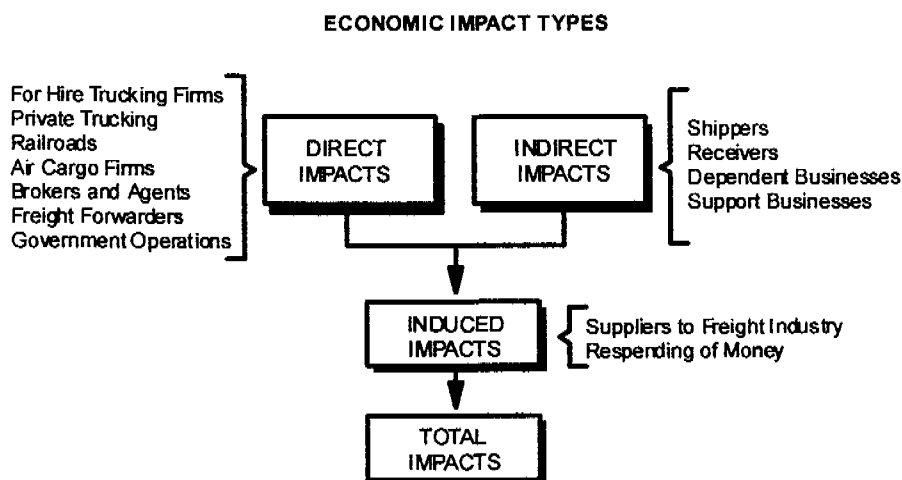 ECONOMIC IMPACT TYPES
For Hire Trucking Firms
Private Trucking
Railroads
Air Cargo Firms
Brokers and Agents
Freight Forwarders
Government Operations
DIRECT
IMPACTS
INDIRECT
IMPACTS
Shippers
Receivers
Dependent Businesses
Support Businesses
INDUCED
IMPACTS
Suppliers to Freight Industry
Respending of Money
TOTAL
IMPACTS